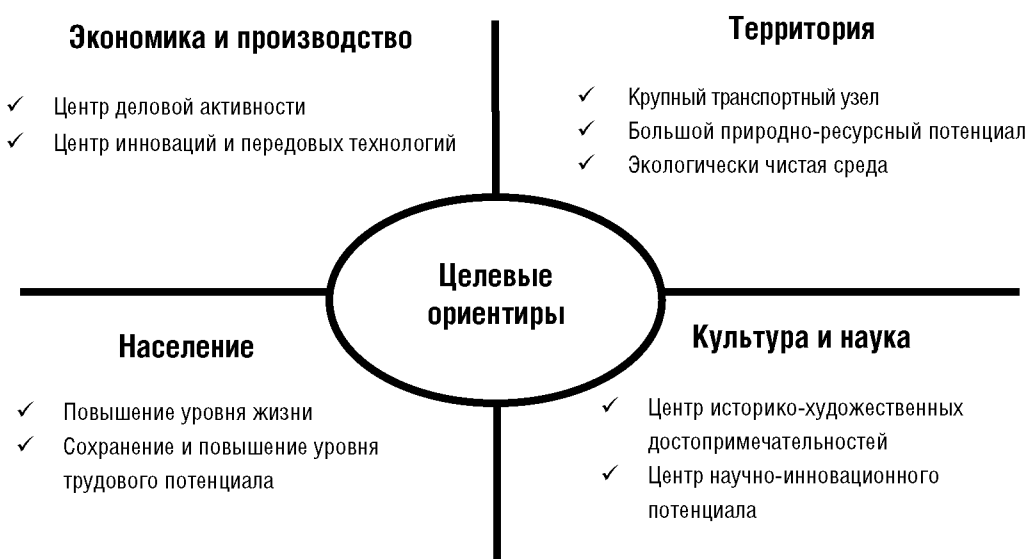 Экономика и производство
Центр деловой активности
Центр инноваций и передовых технологий
Территория
Крупный транспортный узел
Большой природно-ресурсный потенциал
Экологически чистая среда
Целевые
ориентиры
Население
Повышение уровня жизни
Сохранение и повышение уровня
трудового потенциала
Культура и наука
Центр историко-художественных
достопримечательностей
Центр научно-инновационного
потенциала